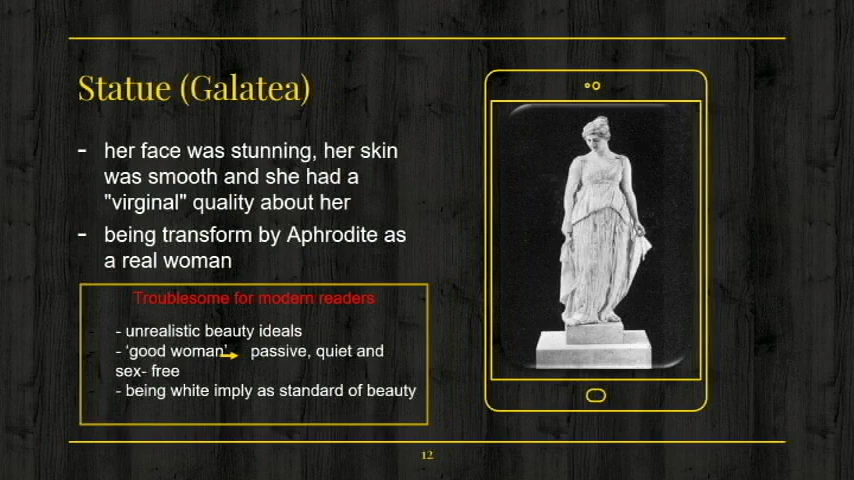 Statue (Galatea)
- her face was stunning, her skin
was smooth and she had a
"virginal" quality about her
- being transform by Aphrodite as
a real woman
Troublesome for modern readers
- unrealistic beauty ideals
- ‘good woman’ passive, quiet and
sex- free
- being white imply as standard of beauty
12